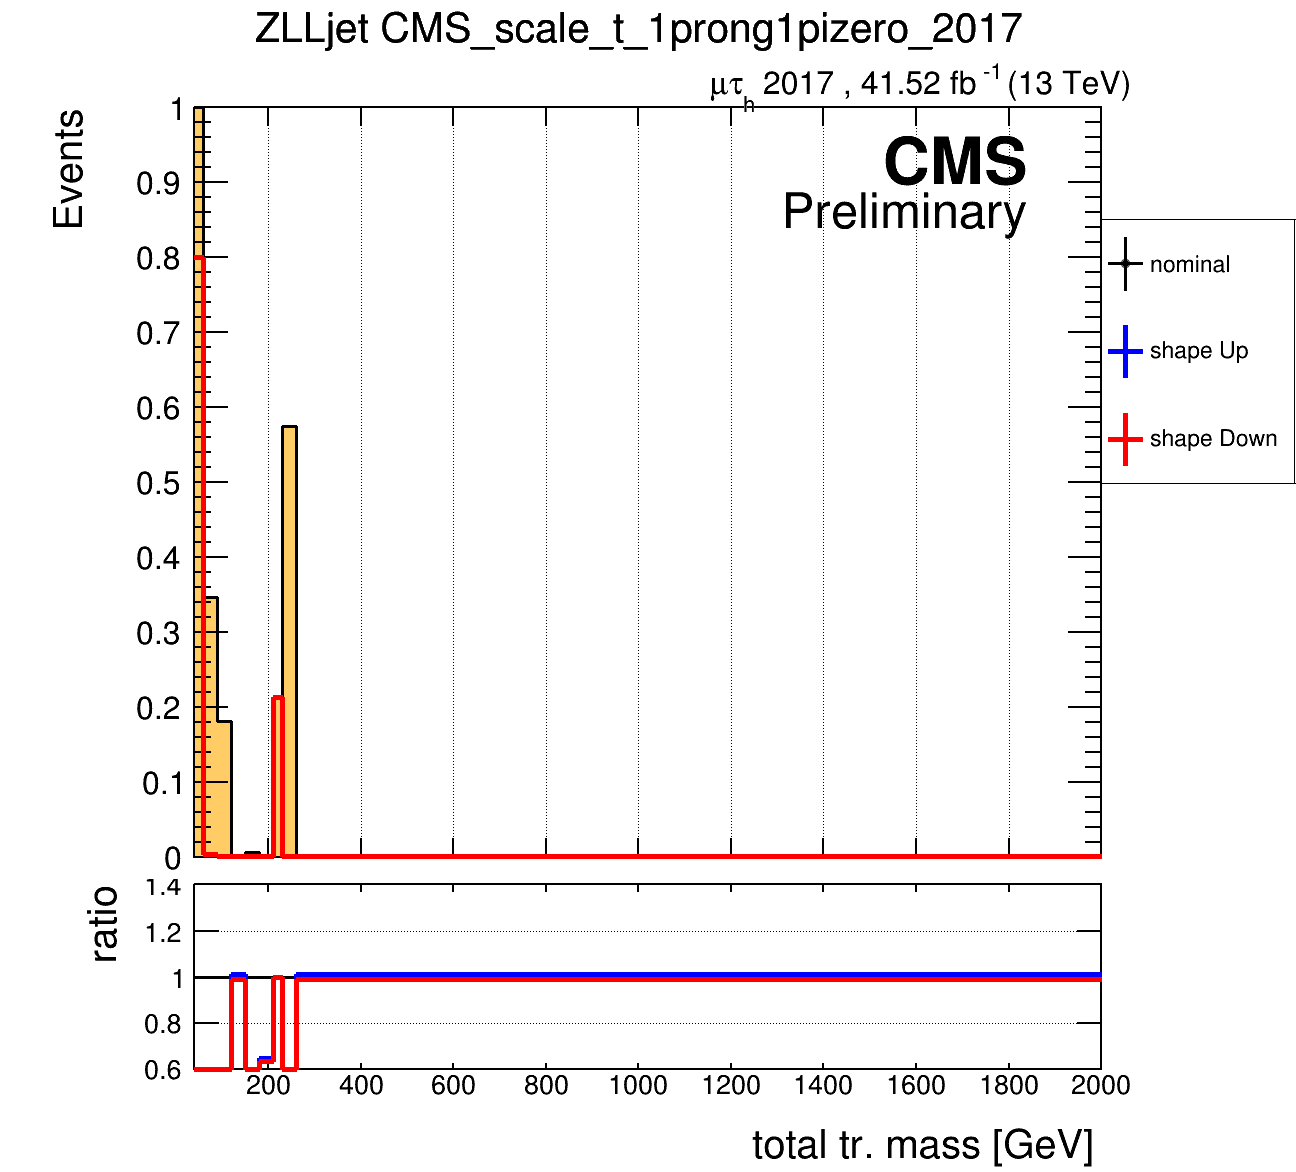 ZLLjet CMS_scale_t_1prong1pizero_2017
μτh 2017 , 41.52 fb-1 (13 TeV)
Events
1
0.9
0.8
0.7
0.6
0.5
0.4
0.3
0.2
0.1
0
CMS
Preliminary
nominal
shape Up
shape Down
ratio
1.4
1.2
1
0.8
0.6
200 400 600 800 1000 1200 1400 1600 1800 2000
total tr. mass [GeV]